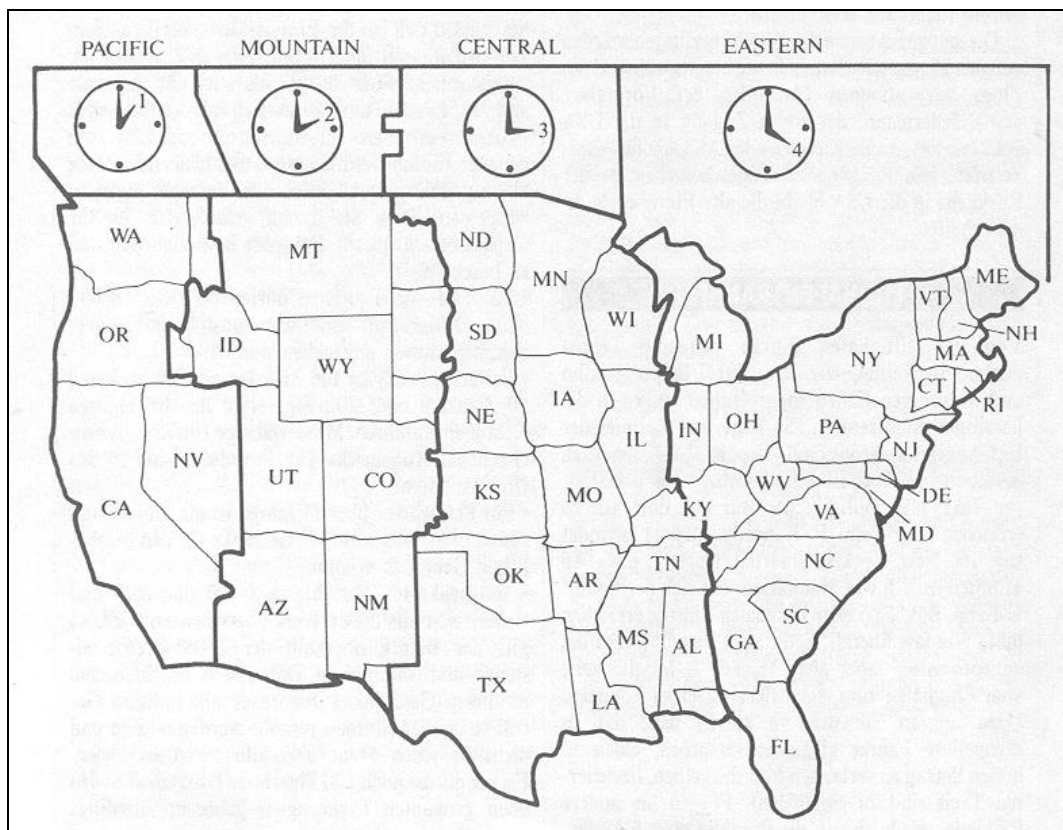 PACIFIC MOUNTAIN CENTRAL EASTERN
1 2 3 4
WA MT ND MN ME
VT NH
OR ID SD WI MI NY MA
WY CT
RI
NE IA PA
NV IL IN OH NJ
UT CO WV
CA KS MO DE
KY VA
MD
TN NC
AZ NM OK AR
SC
MS AL GA
TX LA
FL